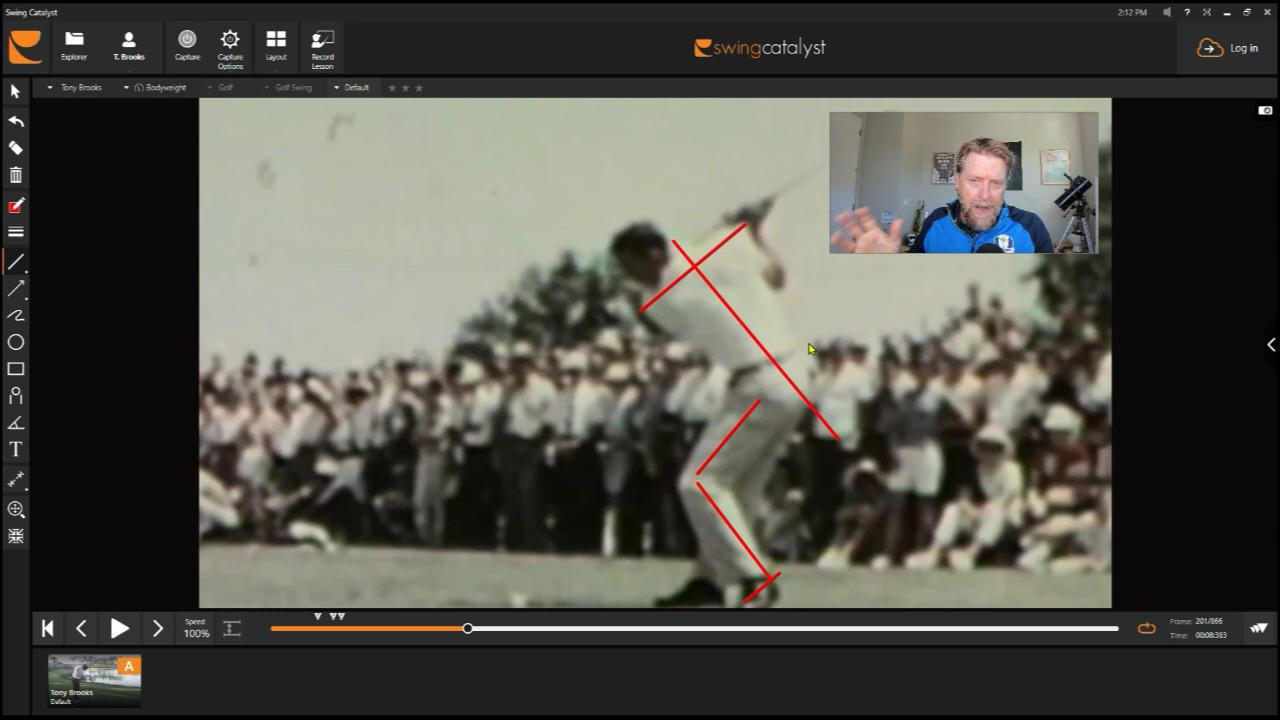 Swing Catalyst
2:12 PM
?
Explorer
T. Brooks
Capture
Capture
Options
Layout
Record
Lesson
swingcatalyst
Log in
Tony Brooks
Bodyweight
Golf
Golf Swing
Default
T
Speed
100%
Frame: 201/866
Time: 00:08:383
A
Tony Brooks
Default